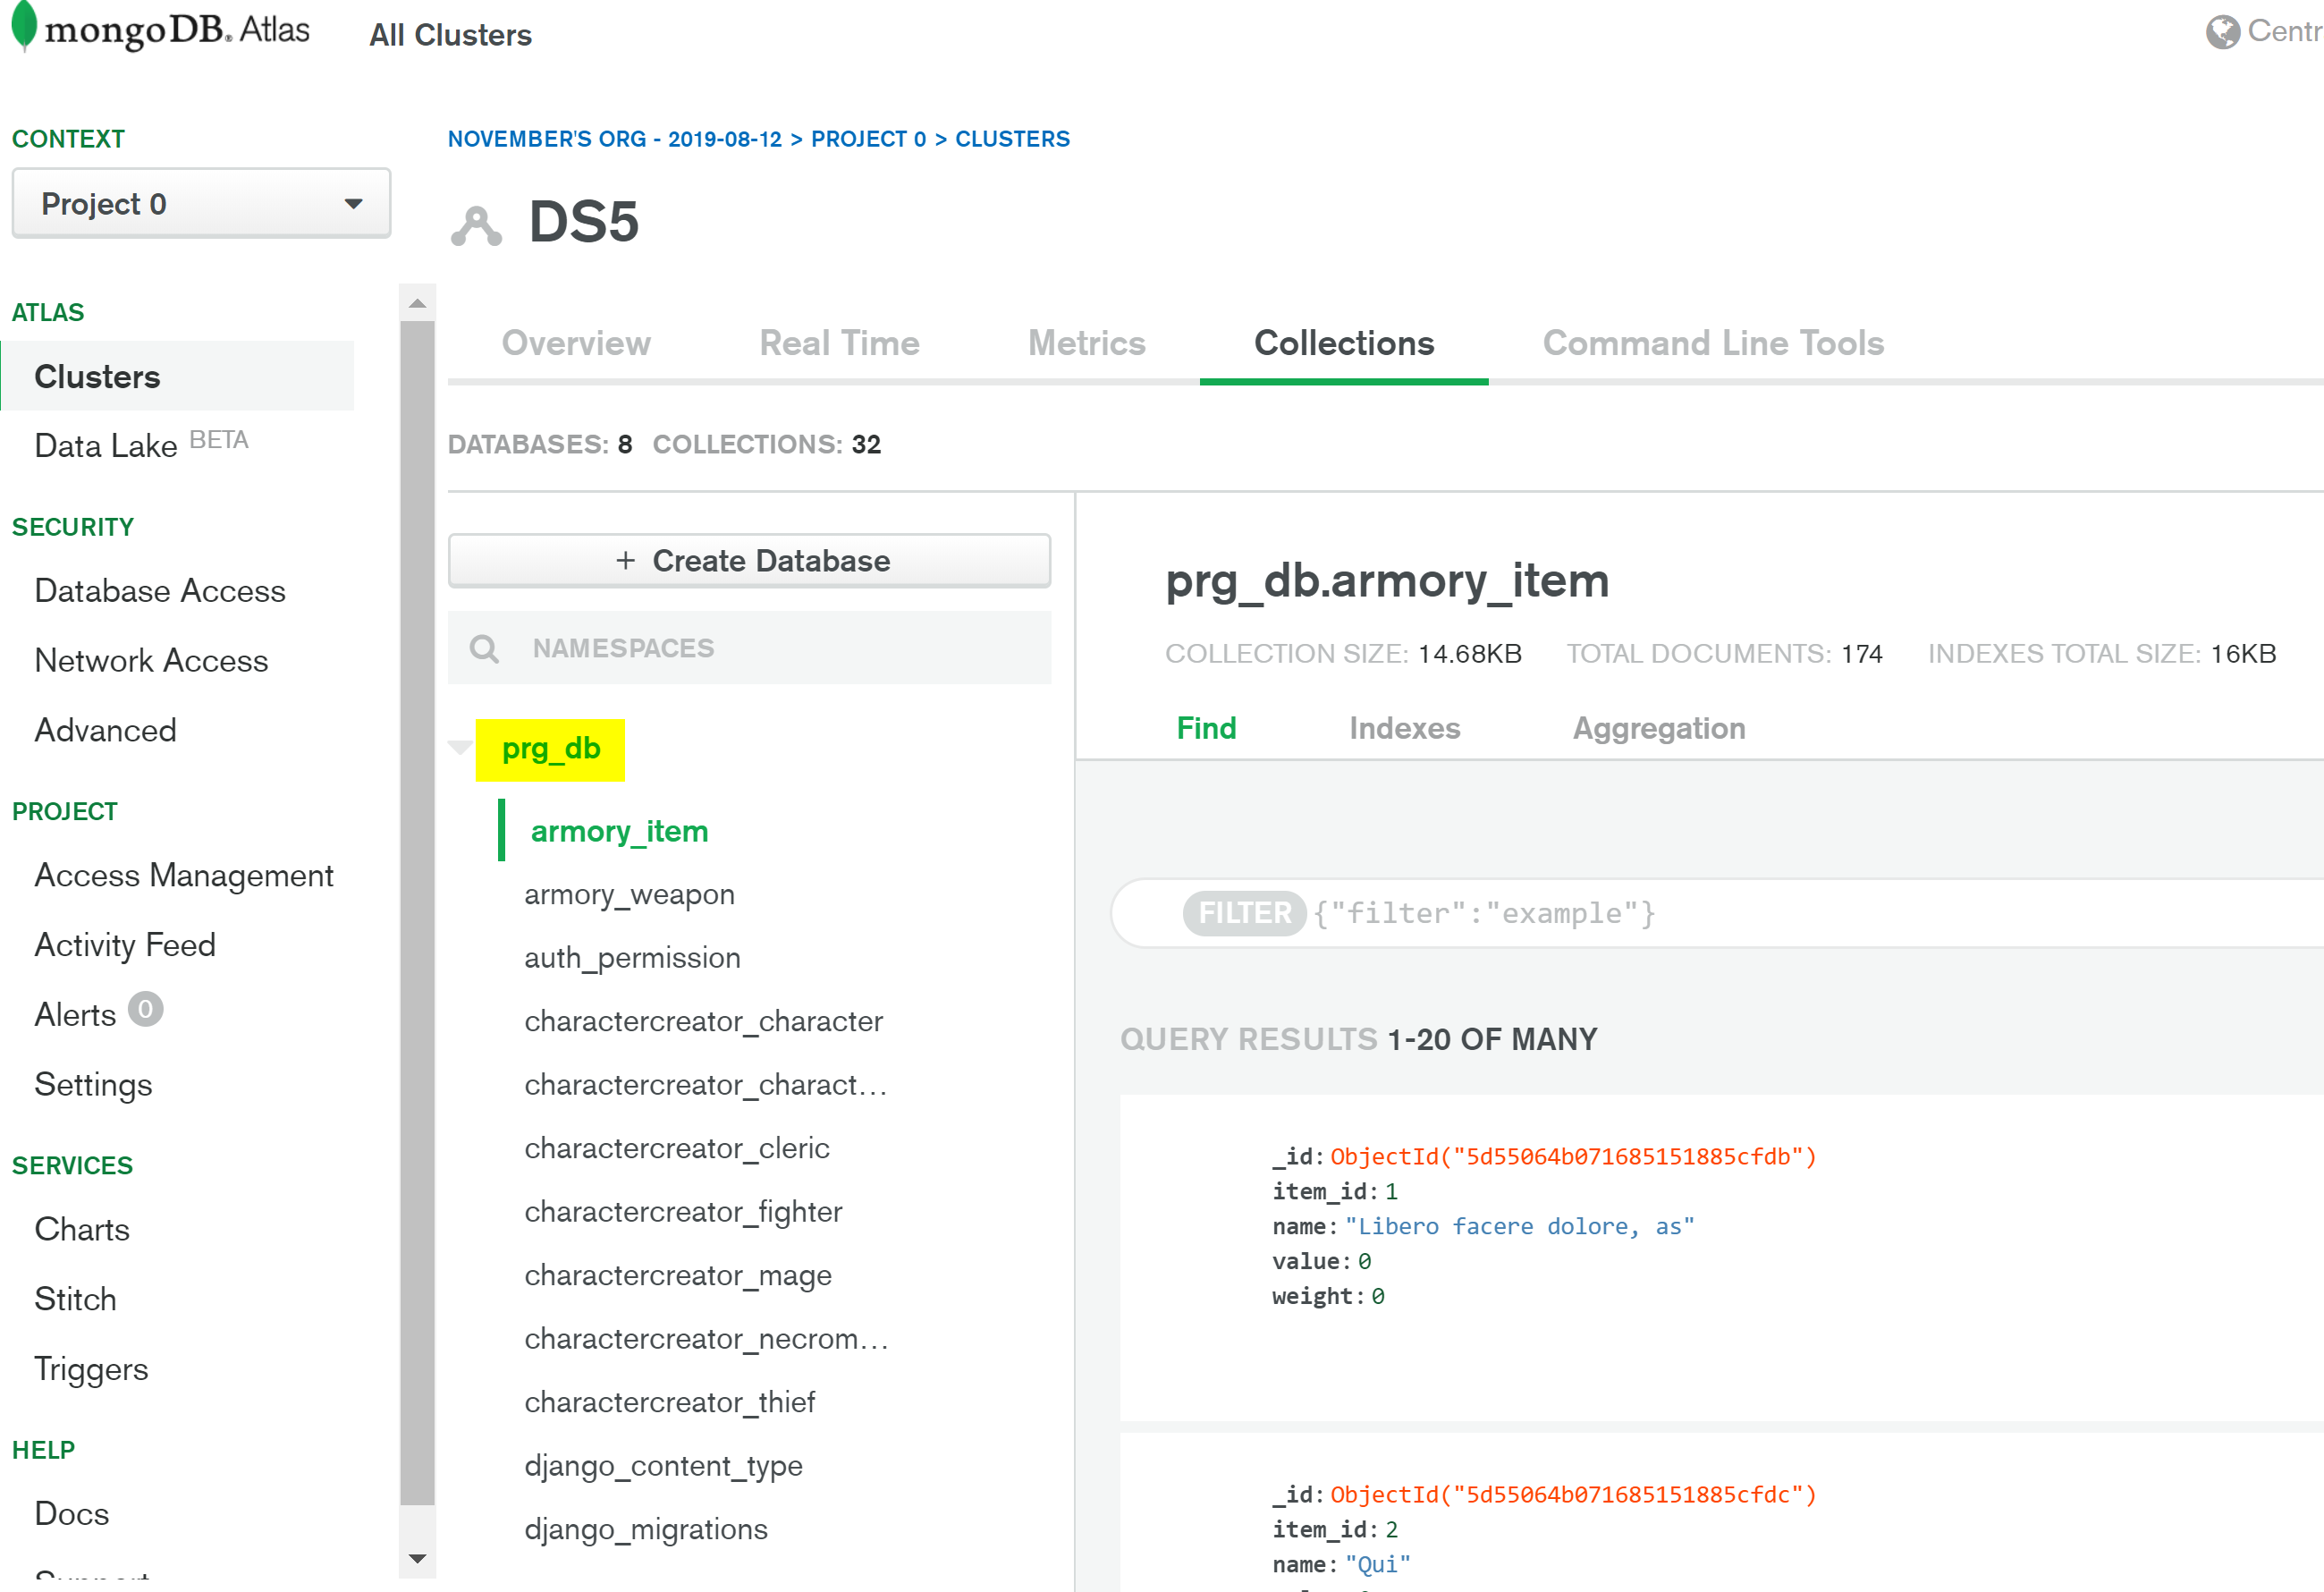 mongoDB® Atlas
All Clusters
CONTEXT
Project 0
ATLAS
Clusters
Data Lake BETA
SECURITY
Database Access
Network Access
Advanced
PROJECT
Access Management
Activity Feed
Alerts 0
Settings
SERVICES
Charts
Stitch
Triggers
HELP
Docs
NOVEMBER'S ORG - 2019-08-12 > PROJECT 0 > CLUSTERS
DS5
Overview Real Time Metrics Collections Command Line Tools
DATABASES: 8 COLLECTIONS: 32
+ Create Database
NAMESPACES
prg_db
armory_item
armory_weapon
auth_permission
charactercreator_character
charactercreator_charact...
charactercreator_cleric
charactercreator_fighter
charactercreator_mage
charactercreator_necrom...
charactercreator_thief
django_content_type
django_migrations
prg_db.armory_item
COLLECTION SIZE: 14.68KB TOTAL DOCUMENTS: 174 INDEXES TOTAL SIZE: 16KB
Find Indexes Aggregation
FILTER {"filter":"example"}
QUERY RESULTS 1-20 OF MANY
_id: ObjectId("5d55064b071685151885cfdb")
item_id: 1
name: "Libero facere dolore, as"
value: 0
weight: 0
_id: ObjectId("5d55064b071685151885cfdc")
item_id: 2
name: "Qui"